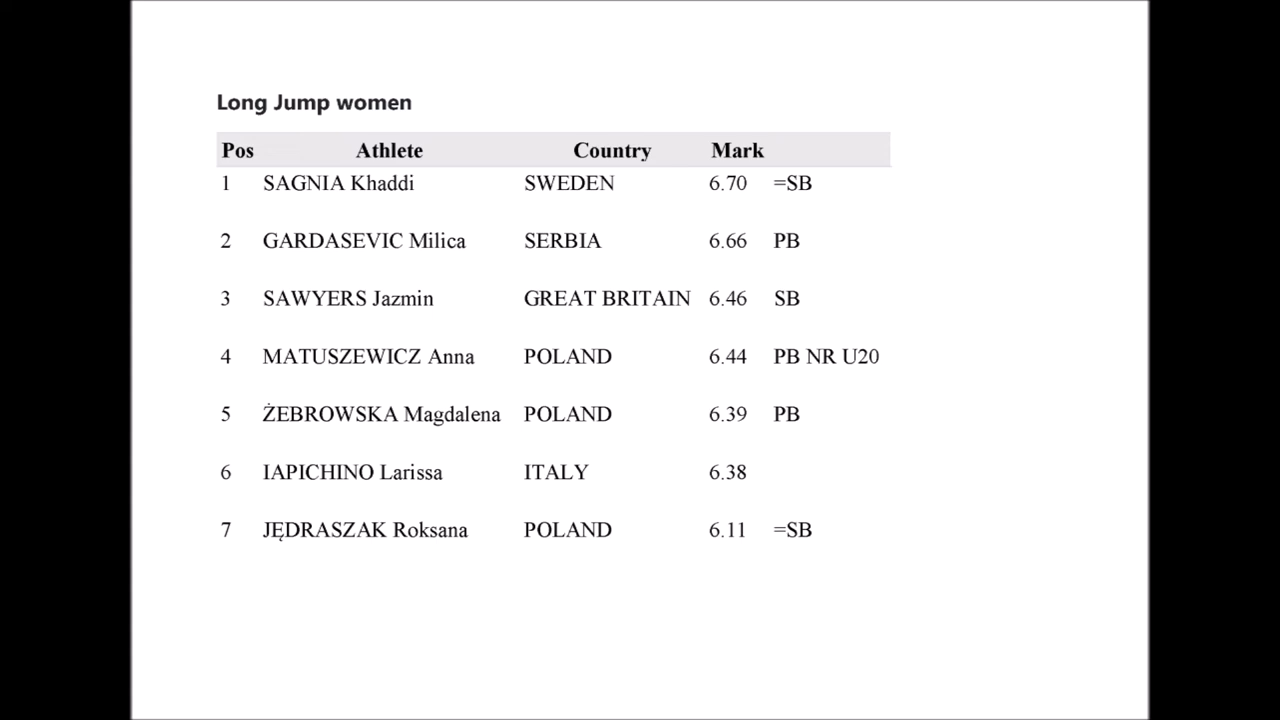 Long Jump women
Pos Athlete Country Mark
1 SAGNIA Khaddi SWEDEN 6.70 =SB
2 GARDASEVIC Milica SERBIA 6.66 PB
3 SAWYERS Jazmin GREAT BRITAIN 6.46 SB
4 MATUSZEWICZ Anna POLAND 6.44 PB NR U20
5 ŻEBROWSKA Magdalena POLAND 6.39 PB
6 IAPICHINO Larissa ITALY 6.38
7 JĘDRASZAK Roksana POLAND 6.11 =SB